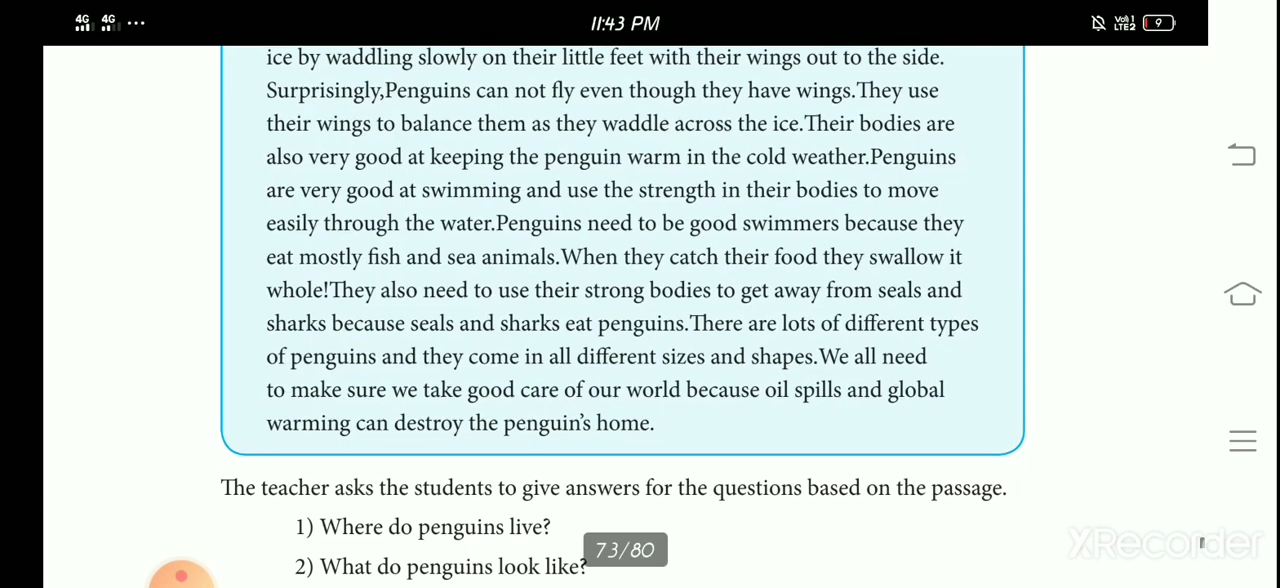 4G 4G ... 11:43 PM Vo)) 1 LTE2 9
ice by waddling slowly on their little feet with their wings out to the side.
Surprisingly,Penguins can not fly even though they have wings.They use
their wings to balance them as they waddle across the ice.Their bodies are
also very good at keeping the penguin warm in the cold weather.Penguins
are very good at swimming and use the strength in their bodies to move
easily through the water.Penguins need to be good swimmers because they
eat mostly fish and sea animals.When they catch their food they swallow it
whole!They also need to use their strong bodies to get away from seals and
sharks because seals and sharks eat penguins.There are lots of different types
of penguins and they come in all different sizes and shapes.We all need
to make sure we take good care of our world because oil spills and global
warming can destroy the penguin's home.
The teacher asks the students to give answers for the questions based on the passage.
1) Where do penguins live?
73/80
XRecorder
2) What do penguins look like?